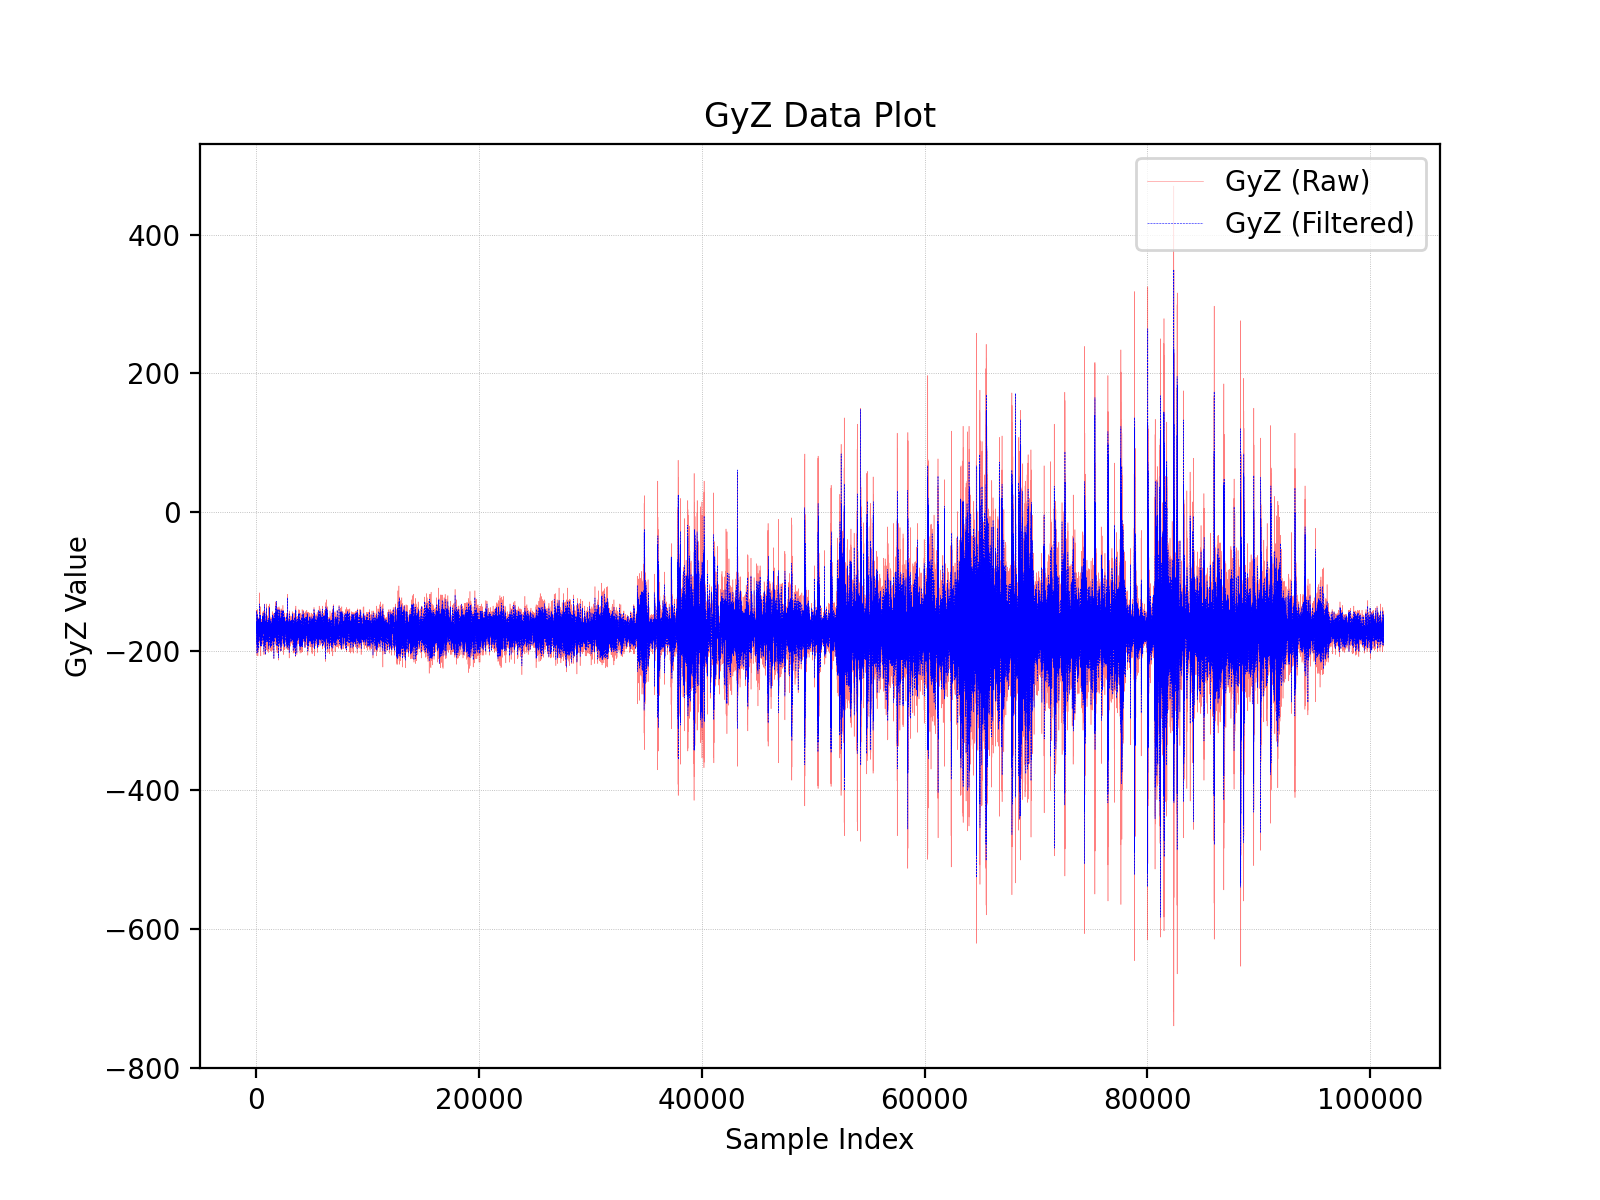 GyZ Data Plot
GyZ (Raw)
GyZ (Filtered)
400
200
0
−200
−400
−600
−800
GyZ Value
0 20000 40000 60000 80000 100000
Sample Index